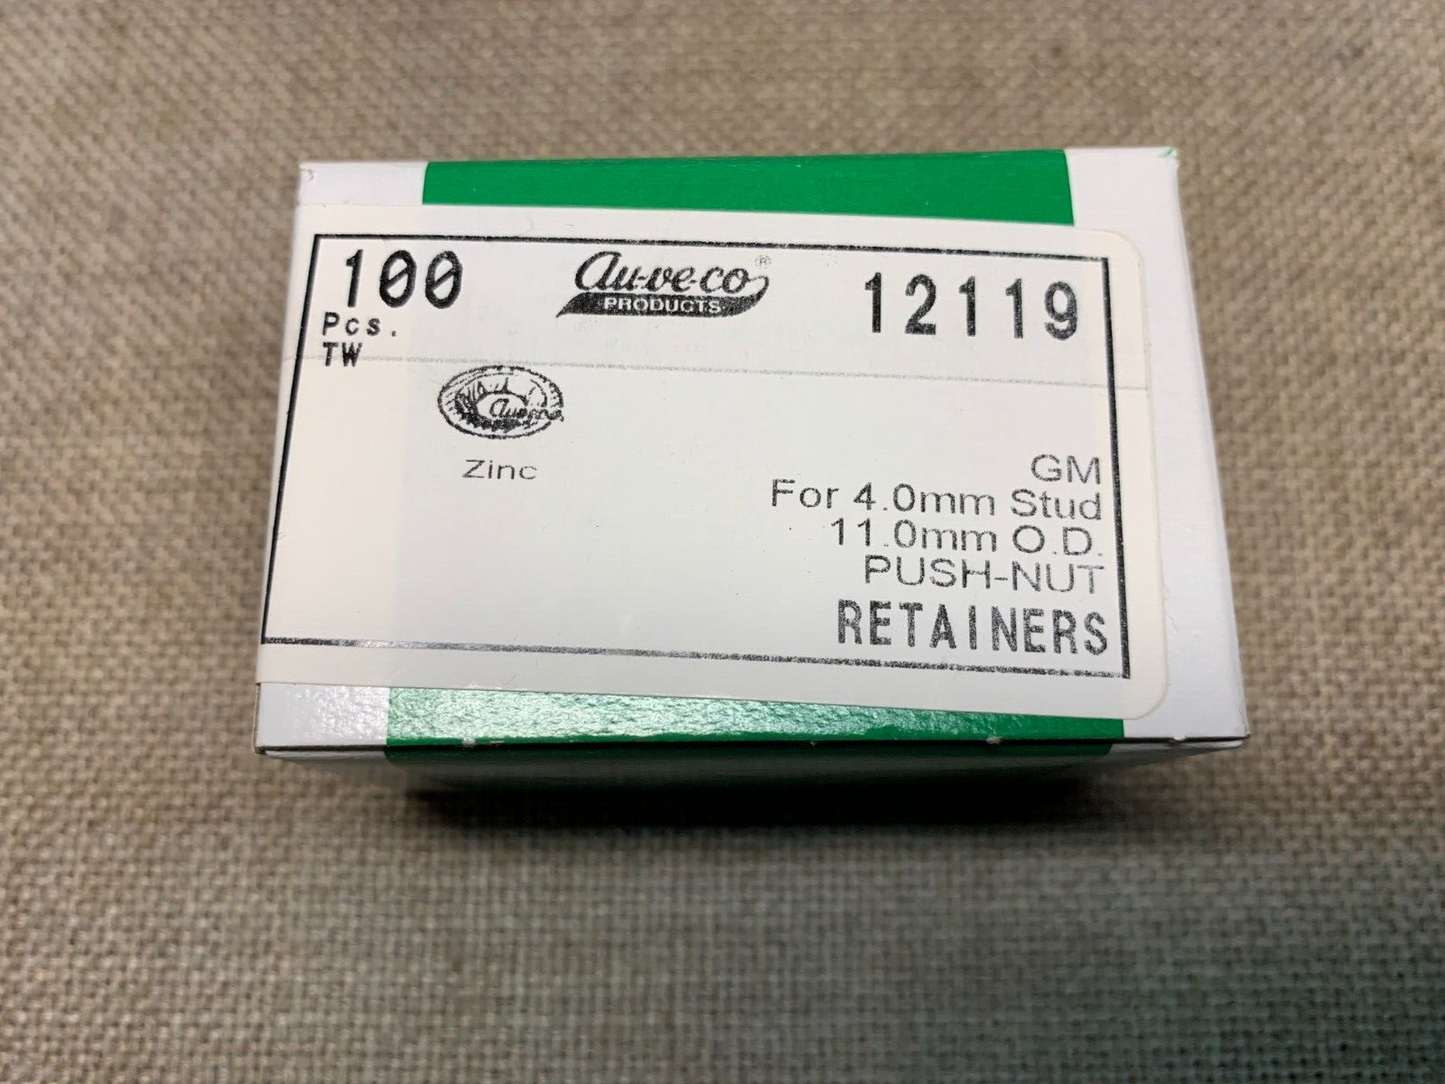 100
Pcs.
TW
au-ve-co®
PRODUCTS
12119
Zinc
GM
For 4.0mm Stud
11.0mm O.D.
PUSH-NUT
RETAINERS